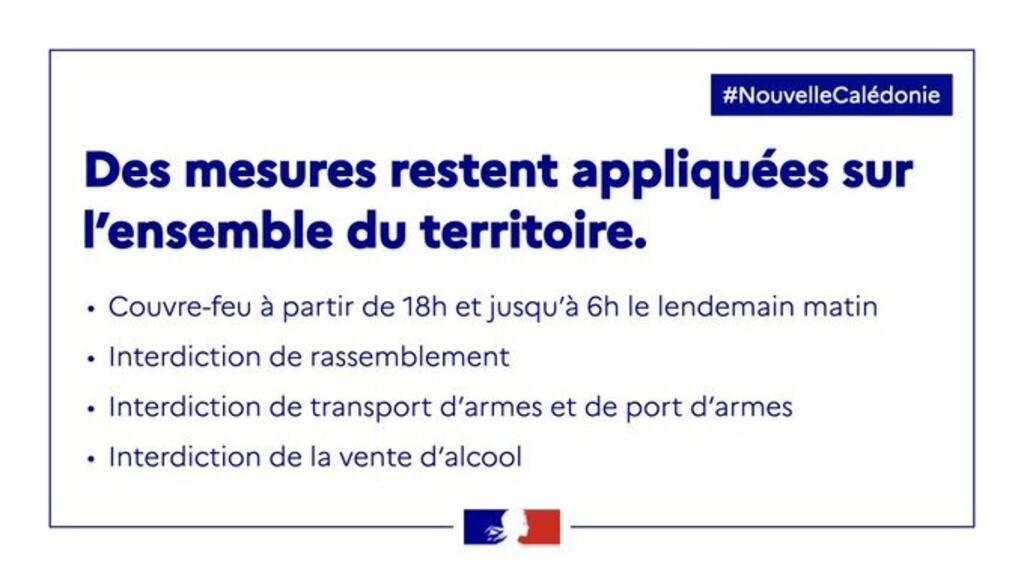 #NouvelleCalédonie
Des mesures restent appliquées sur
l’ensemble du territoire.
• Couvre-feu à partir de 18h et jusqu’à 6h le lendemain matin
• Interdiction de rassemblement
• Interdiction de transport d’armes et de port d’armes
• Interdiction de la vente d’alcool